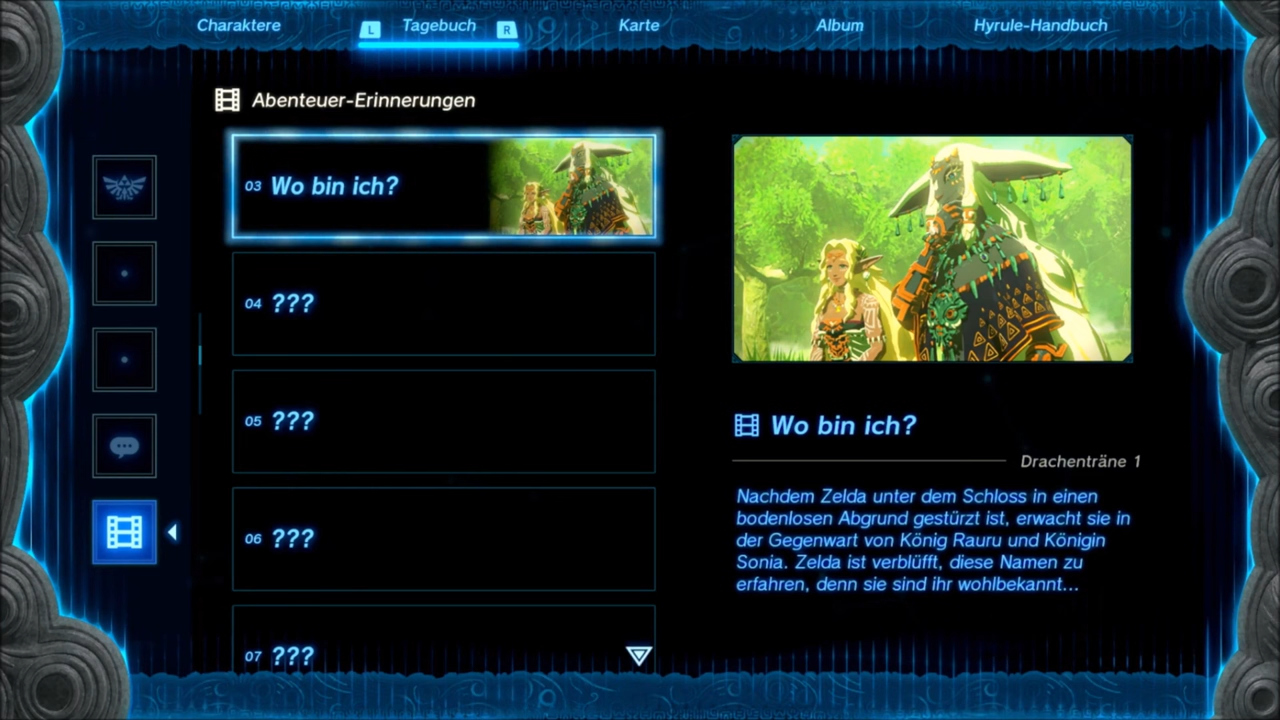 Charaktere
L Tagebuch R
Karte
Album
Hyrule-Handbuch
Abenteuer-Erinnerungen
03 Wo bin ich?
04 ???
05 ???
06 ???
07 ???
Wo bin ich?
Drachenträne 1
Nachdem Zelda unter dem Schloss in einen
bodenlosen Abgrund gestürzt ist, erwacht sie in
der Gegenwart von König Rauru und Königin
Sonia. Zelda ist verblüfft, diese Namen zu
erfahren, denn sie sind ihr wohlbekannt...